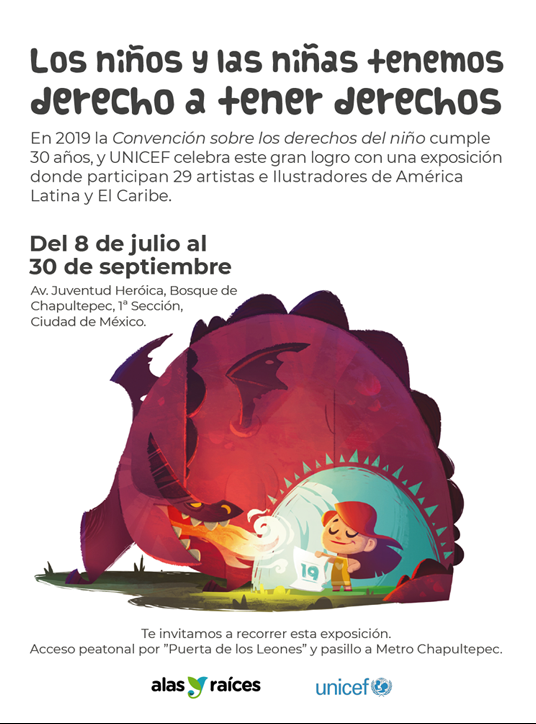 Los niños y las niñas tenemos
derecho a tener derechos
En 2019 la Convención sobre los derechos del niño cumple
30 años, y UNICEF celebra este gran logro con una exposición
donde participan 29 artistas e Ilustradores de América
Latina y El Caribe.
Del 8 de julio al
30 de septiembre
Av. Juventud Heróica, Bosque de
Chapultepec, 1ª Sección,
Ciudad de México.
19
Te invitamos a recorrer esta exposición.
Acceso peatonal por "Puerta de los Leones" y pasillo a Metro Chapultepec.
alas y raíces
unicef